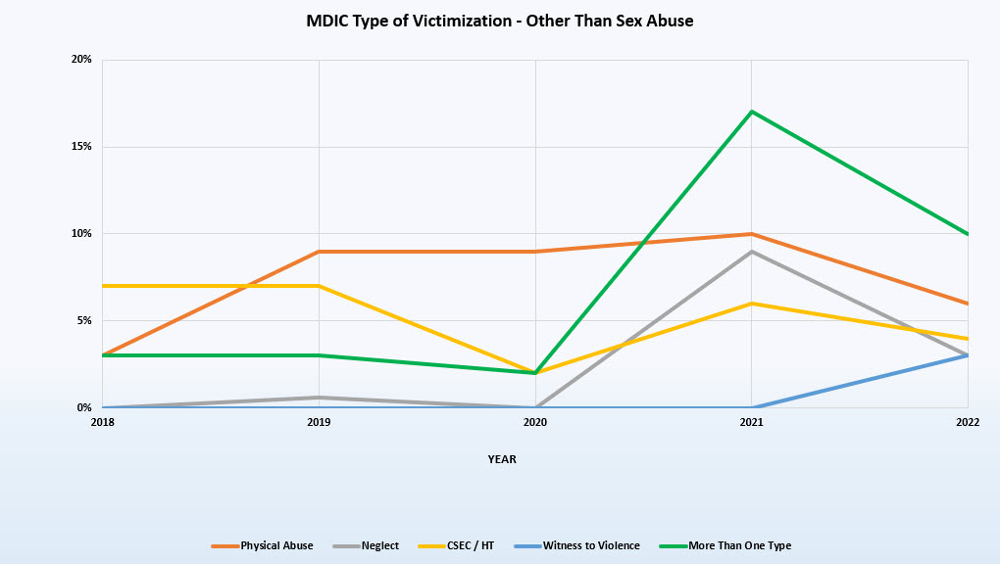 MDIC Type of Victimization - Other Than Sex Abuse
20%
15%
10%
5%
0%
2018 2019 2020 2021 2022
YEAR
Physical Abuse Neglect CSEC / HT Witness to Violence More Than One Type